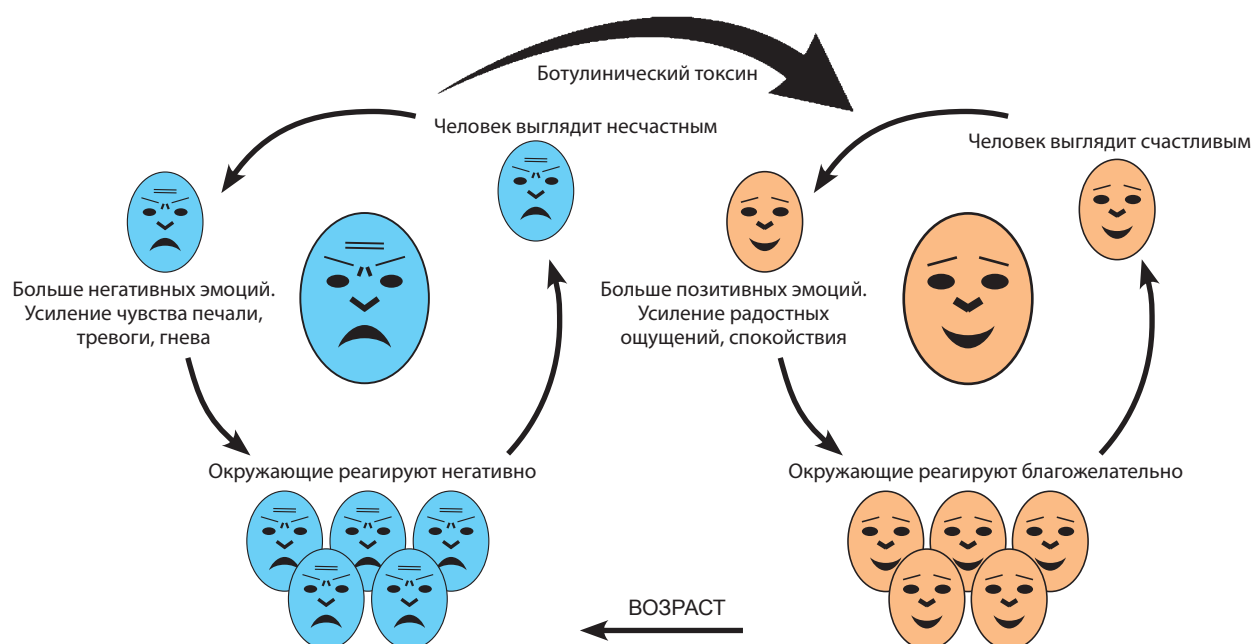 Ботулинический токсин
Человек выглядит несчастным
Человек выглядит счастливым
Больше негативных эмоций.
Усиление чувства печали,
тревоги, гнева
Больше позитивных эмоций.
Усиление радостных
ощущений, спокойствия
Окружающие реагируют негативно
Окружающие реагируют благожелательно
ВОЗРАСТ